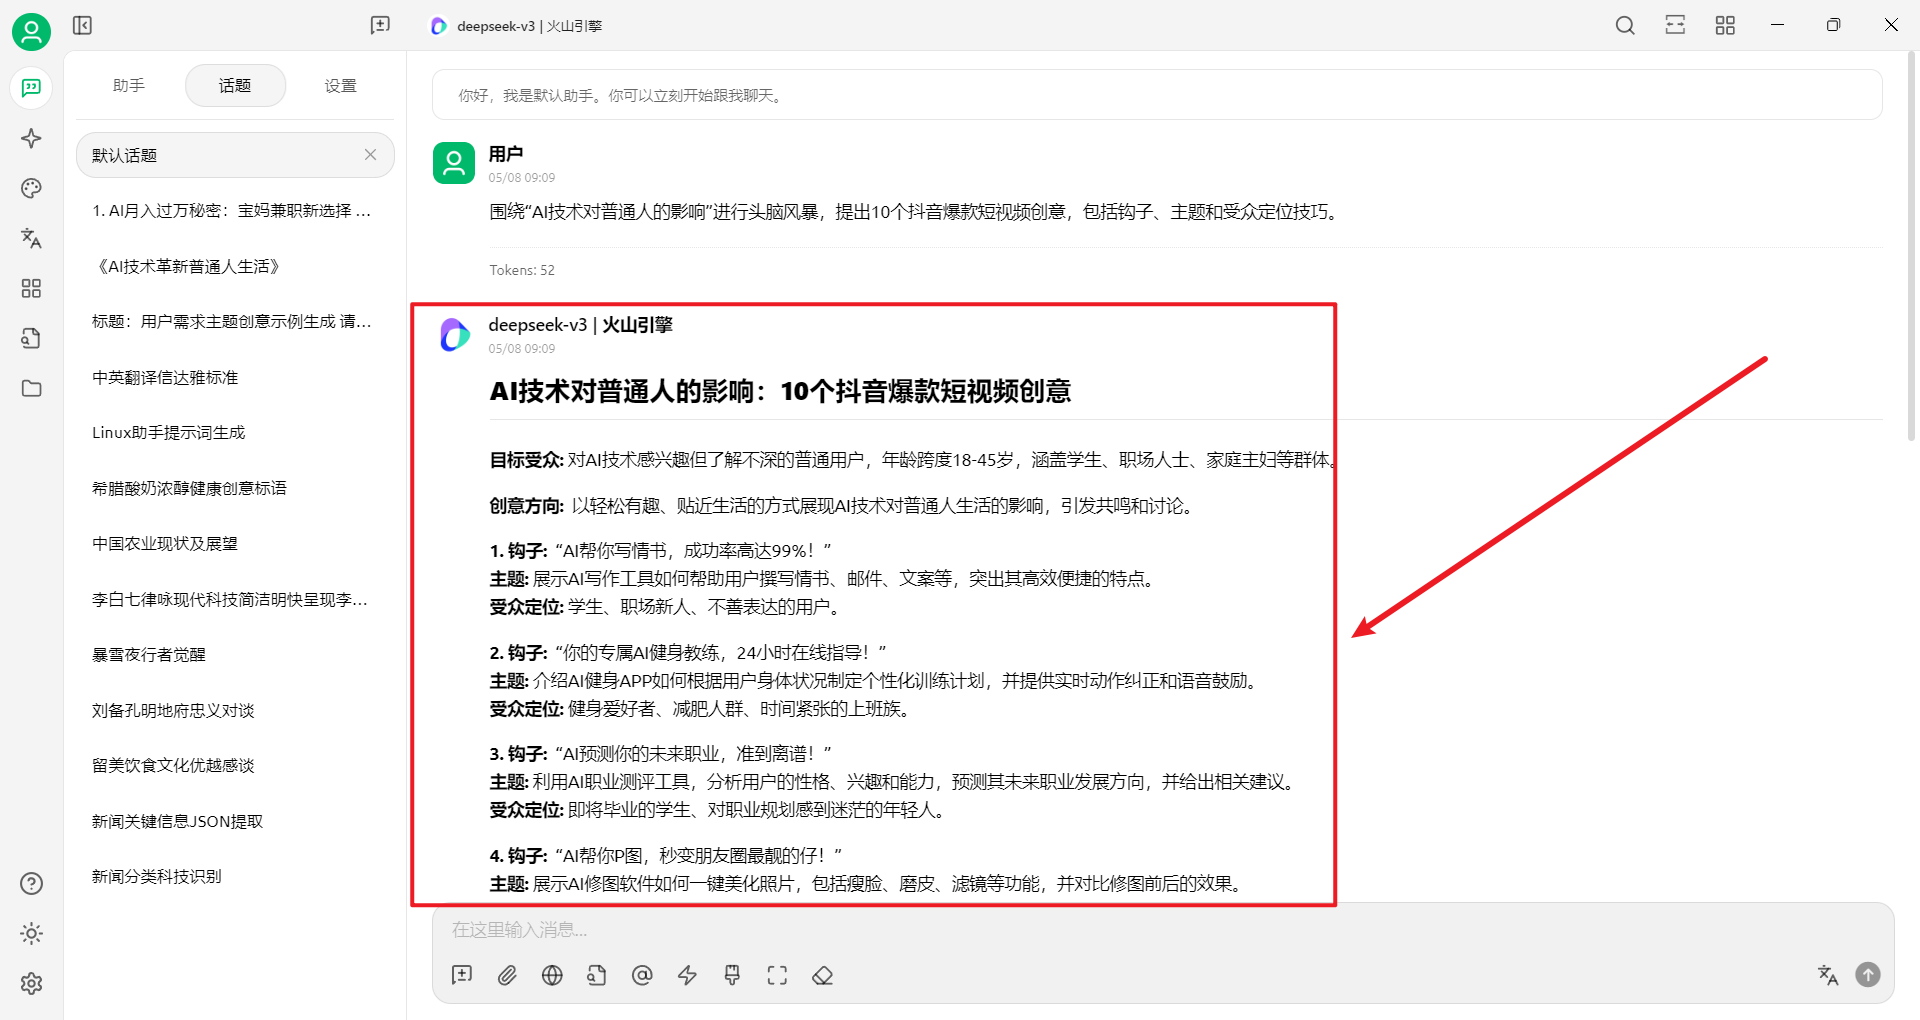 deepseek-v3 | 火山引擎
助手
话题
设置
默认话题
1. AI月入过万秘密：宝妈兼职新选择 ...
《AI技术革新普通人生活》
标题：用户需求主题创意示例生成 请...
中英翻译信达雅标准
Linux助手提示词生成
希腊酸奶浓醇健康创意标语
中国农业现状及展望
李白七律咏现代科技简洁明快呈现李...
暴雪夜行者觉醒
刘备孔明地府忠义对谈
留美饮食文化优越感谈
新闻关键信息JSON提取
新闻分类科技识别
你好，我是默认助手。你可以立刻开始跟我聊天。
用户
05/08 09:09
围绕“AI技术对普通人的影响”进行头脑风暴，提出10个抖音爆款短视频创意，包括钩子、主题和受众定位技巧。
Tokens: 52
deepseek-v3 | 火山引擎
05/08 09:09
AI技术对普通人的影响：10个抖音爆款短视频创意
目标受众: 对AI技术感兴趣但了解不深的普通用户，年龄跨度18-45岁，涵盖学生、职场人士、家庭主妇等群体。
创意方向: 以轻松有趣、贴近生活的方式展现AI技术对普通人生活的影响，引发共鸣和讨论。
1. 钩子: “AI帮你写情书，成功率高达99%！”
主题: 展示AI写作工具如何帮助用户撰写情书、邮件、文案等，突出其高效便捷的特点。
受众定位: 学生、职场新人、不善表达的用户。
2. 钩子: “你的专属AI健身教练，24小时在线指导！”
主题: 介绍AI健身APP如何根据用户身体状况制定个性化训练计划，并提供实时动作纠正和语音鼓励。
受众定位: 健身爱好者、减肥人群、时间紧张的上班族。
3. 钩子: “AI预测你的未来职业，准到离谱！”
主题: 利用AI职业测评工具，分析用户的性格、兴趣和能力，预测其未来职业发展方向，并给出相关建议。
受众定位: 即将毕业的学生、对职业规划感到迷茫的年轻人。
4. 钩子: “AI帮你P图，秒变朋友圈最靓的仔！”
主题: 展示AI修图软件如何一键美化照片，包括瘦脸、磨皮、滤镜等功能，并对比修图前后的效果。
在这里输入消息...